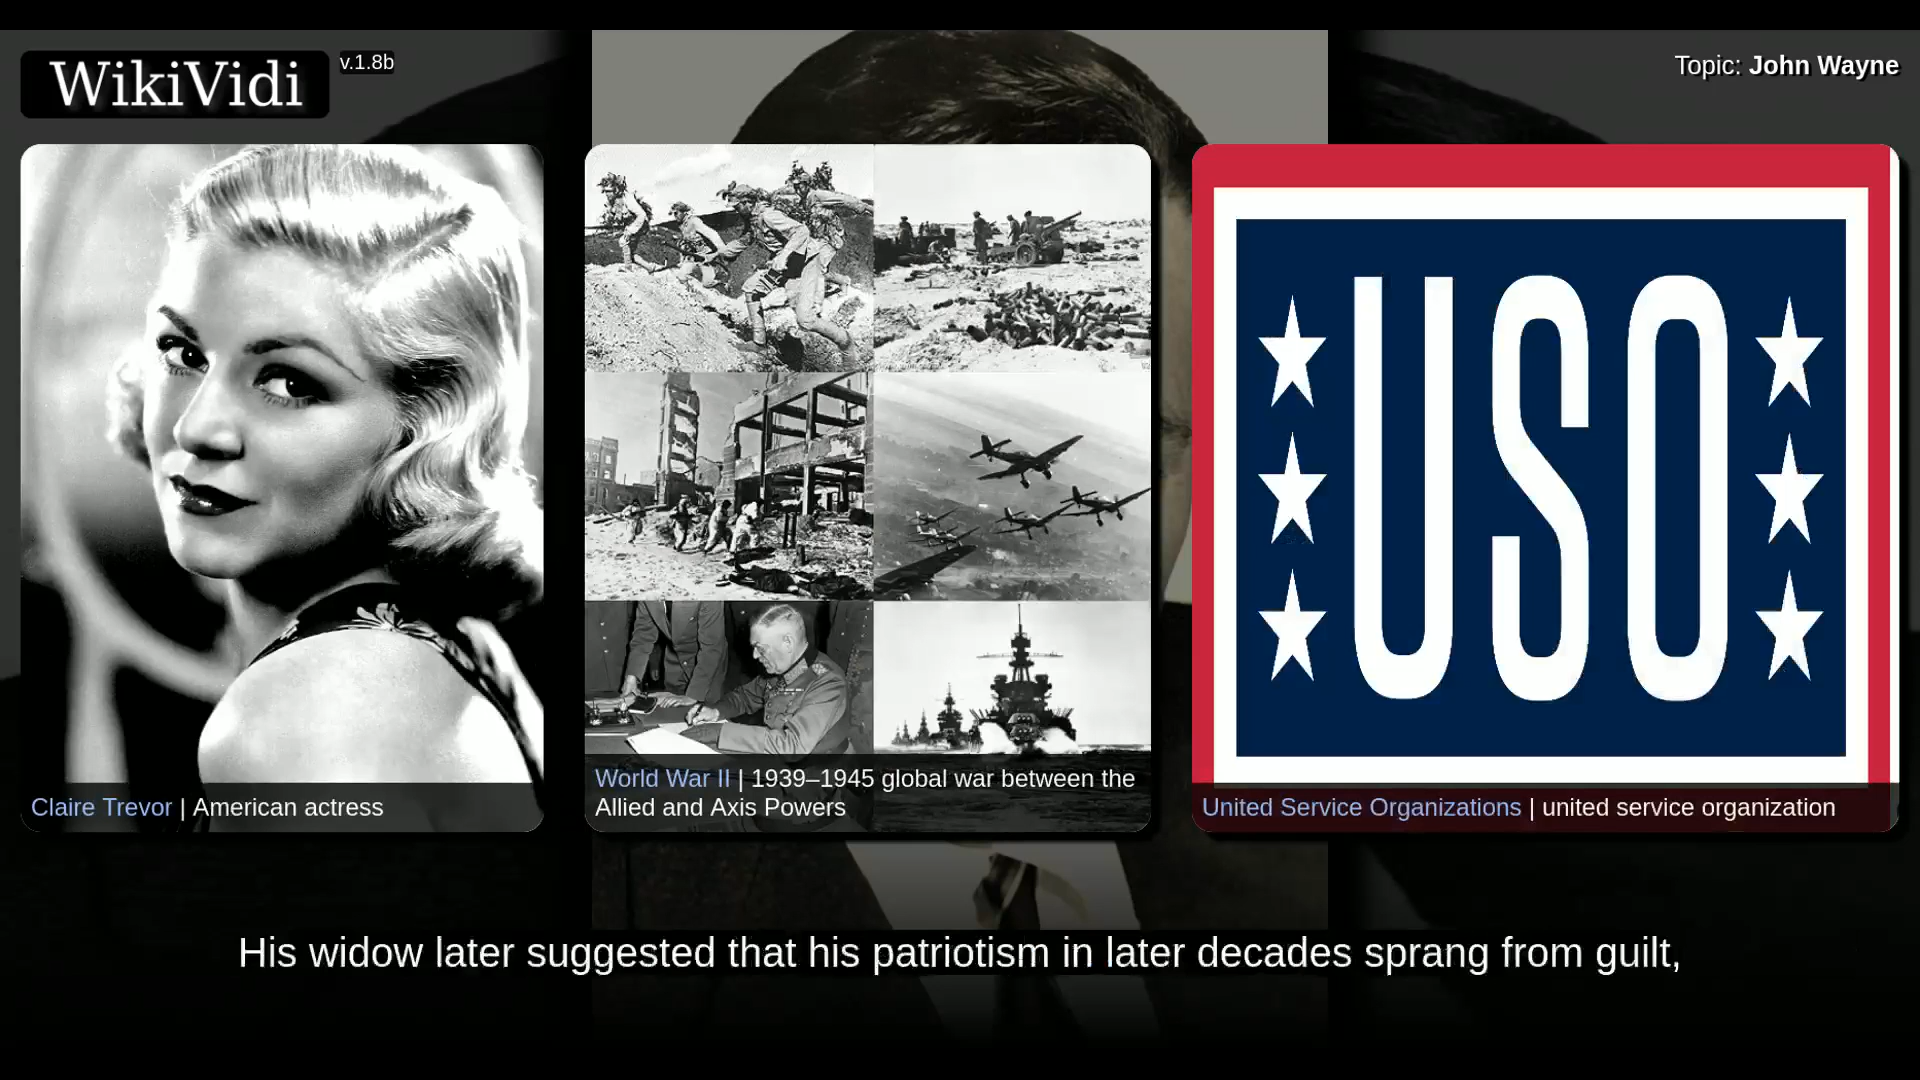 WikiVidi
v.1.8b
Topic: John Wayne
USO
Claire Trevor | American actress
World War II | 1939–1945 global war between the
Allied and Axis Powers
United Service Organizations | united service organization
His widow later suggested that his patriotism in later decades sprang from guilt,